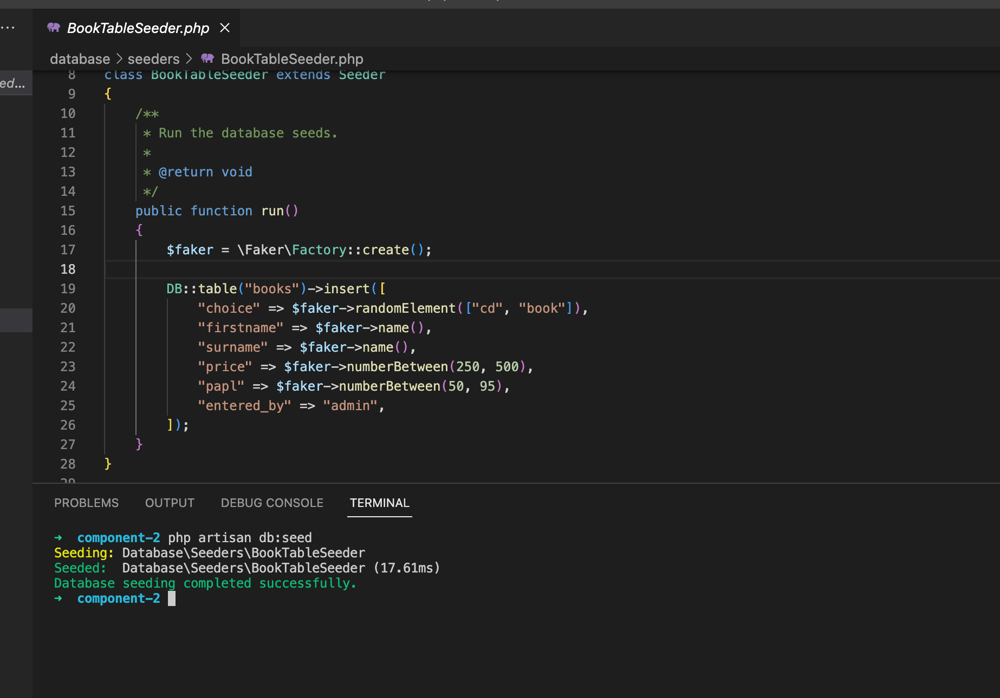 ...
BookTableSeeder.php ×
database > seeders > BookTableSeeder.php
ed...
8 class BookTableSeeder extends Seeder
9 {
10 /**
11 * Run the database seeds.
12 *
13 * @return void
14 */
15 public function run()
16 {
17 $faker = \Faker\Factory::create();
18
19 DB::table("books")->insert([
20 "choice" => $faker->randomElement(["cd", "book"]),
21 "firstname" => $faker->name(),
22 "surname" => $faker->name(),
23 "price" => $faker->numberBetween(250, 500),
24 "papl" => $faker->numberBetween(50, 95),
25 "entered_by" => "admin",
26 ]);
27 }
28 }
29
PROBLEMS OUTPUT DEBUG CONSOLE TERMINAL
➜ component-2 php artisan db:seed
Seeding: Database\Seeders\BookTableSeeder
Seeded: Database\Seeders\BookTableSeeder (17.61ms)
Database seeding completed successfully.
➜ component-2